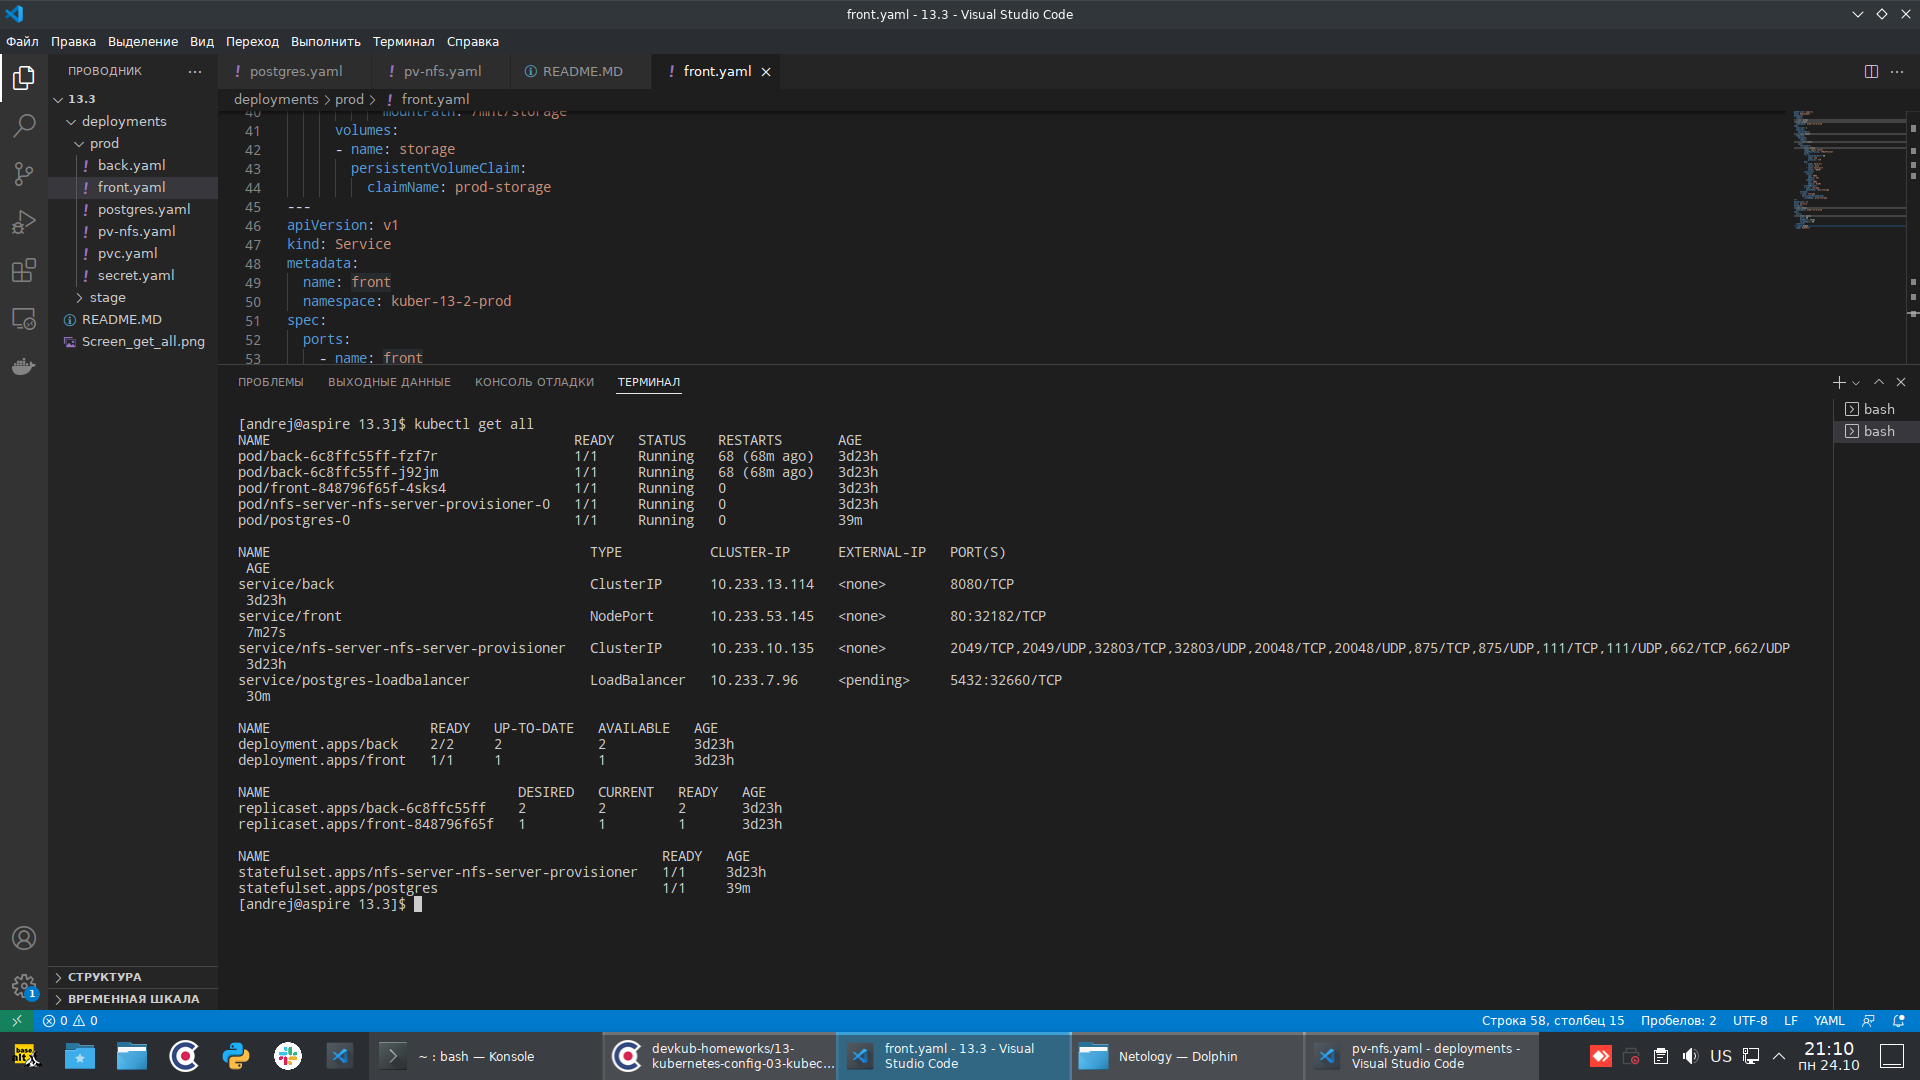 front.yaml - 13.3 - Visual Studio Code
Файл Правка Выделение Вид Переход Выполнить Терминал Справка
ПРОВОДНИК
13.3
deployments
prod
! back.yaml
! front.yaml
! postgres.yaml
! pv-nfs.yaml
! pvc.yaml
! secret.yaml
stage
README.MD
Screen_get_all.png
СТРУКТУРА
ВРЕМЕННАЯ ШКАЛА
! postgres.yaml ! pv-nfs.yaml README.MD ! front.yaml
deployments > prod > ! front.yaml
40 mountPath: /mnt/storage
41 volumes:
42 - name: storage
43 persistentVolumeClaim:
44 claimName: prod-storage
45 ---
46 apiVersion: v1
47 kind: Service
48 metadata:
49 name: front
50 namespace: kuber-13-2-prod
51 spec:
52 ports:
53 - name: front
ПРОБЛЕМЫ ВЫХОДНЫЕ ДАННЫЕ КОНСОЛЬ ОТЛАДКИ ТЕРМИНАЛ
bash
bash
[andrej@aspire 13.3]$ kubectl get all
NAME READY STATUS RESTARTS AGE
pod/back-6c8ffc55ff-fzf7r 1/1 Running 68 (68m ago) 3d23h
pod/back-6c8ffc55ff-j92jm 1/1 Running 68 (68m ago) 3d23h
pod/front-848796f65f-4sks4 1/1 Running 0 3d23h
pod/nfs-server-nfs-server-provisioner-0 1/1 Running 0 3d23h
pod/postgres-0 1/1 Running 0 39m
NAME TYPE CLUSTER-IP EXTERNAL-IP PORT(S)
AGE
service/back ClusterIP 10.233.13.114 <none> 8080/TCP
3d23h
service/front NodePort 10.233.53.145 <none> 80:32182/TCP
7m27s
service/nfs-server-nfs-server-provisioner ClusterIP 10.233.10.135 <none> 2049/TCP,2049/UDP,32803/TCP,32803/UDP,20048/TCP,20048/UDP,875/TCP,875/UDP,111/TCP,111/UDP,662/TCP,662/UDP
3d23h
service/postgres-loadbalancer LoadBalancer 10.233.7.96 <pending> 5432:32660/TCP
30m
NAME READY UP-TO-DATE AVAILABLE AGE
deployment.apps/back 2/2 2 2 3d23h
deployment.apps/front 1/1 1 1 3d23h
NAME DESIRED CURRENT READY AGE
replicaset.apps/back-6c8ffc55ff 2 2 2 3d23h
replicaset.apps/front-848796f65f 1 1 1 3d23h
NAME READY AGE
statefulset.apps/nfs-server-nfs-server-provisioner 1/1 3d23h
statefulset.apps/postgres 1/1 39m
[andrej@aspire 13.3]$
1
0 0
Строка 58, столбец 15 Пробелов: 2 UTF-8 LF YAML
base alt
~ : bash — Konsole
devkub-homeworks/13-
kubernetes-config-03-kubec...
front.yaml - 13.3 - Visual
Studio Code
Netology — Dolphin
pv-nfs.yaml - deployments -
Visual Studio Code
US
21:10
пн 24.10